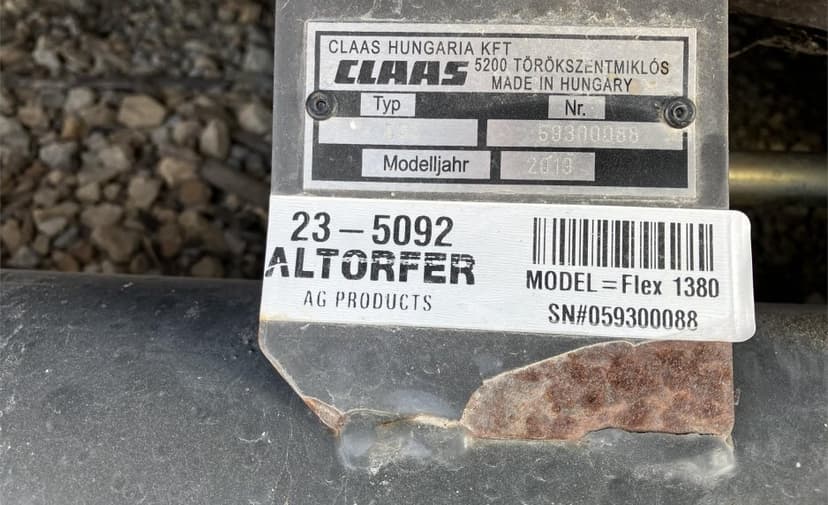 CLAAS HUNGARIA KFT
CLAAS 5200 TÖRÖKSZENTMIKLÓS
MADE IN HUNGARY
Typ Nr.
59300088
Modelljahr 2019
23-5092
ALTORFER
AG PRODUCTS
MODEL=Flex 1380
SN#059300088